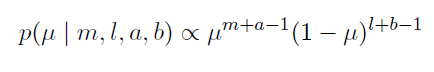 p(μ | m, l, a, b) ∝ μ^{m+a−1}(1 − μ)^{l+b−1}